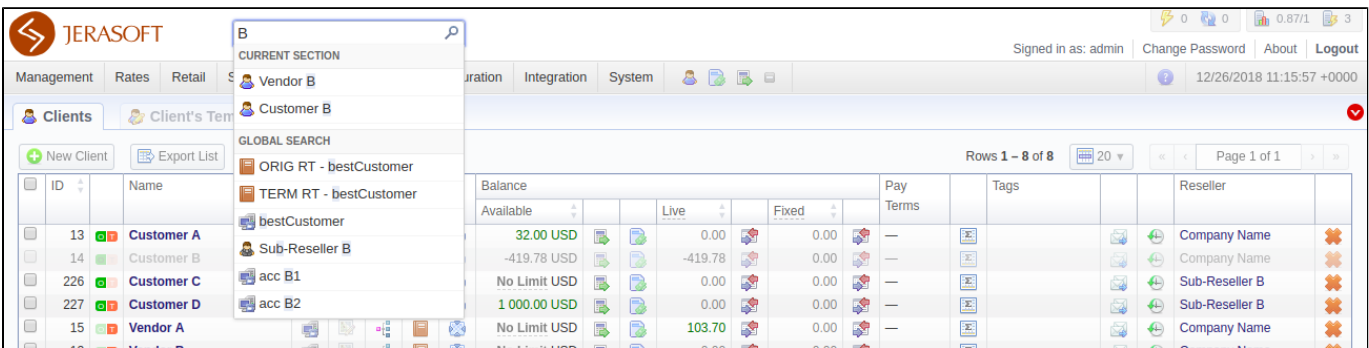 0 0 0.87/1 3
JERASOFT
B
Signed in as: admin Change Password About Logout
CURRENT SECTION
Management Rates Retail S uration Integration System 12/26/2018 11:15:57 +0000
Vendor B
Customer B
Clients Client's Tem
GLOBAL SEARCH
New Client Export List Rows 1 – 8 of 8 20 « ‹ Page 1 of 1 › »
ORIG RT - bestCustomer
TERM RT - bestCustomer
bestCustomer
Sub-Reseller B
acc B1
acc B2
ID Name Balance Pay Terms Tags Reseller
Available Live Fixed
13 O T Customer A 32.00 USD 0.00 0.00 — Company Name
14 Customer B -419.78 USD -419.78 0.00 — Company Name
226 O Customer C No Limit USD 0.00 0.00 — Sub-Reseller B
227 O T Customer D 1 000.00 USD 0.00 0.00 — Sub-Reseller B
15 O T Vendor A No Limit USD 103.70 0.00 — Company Name